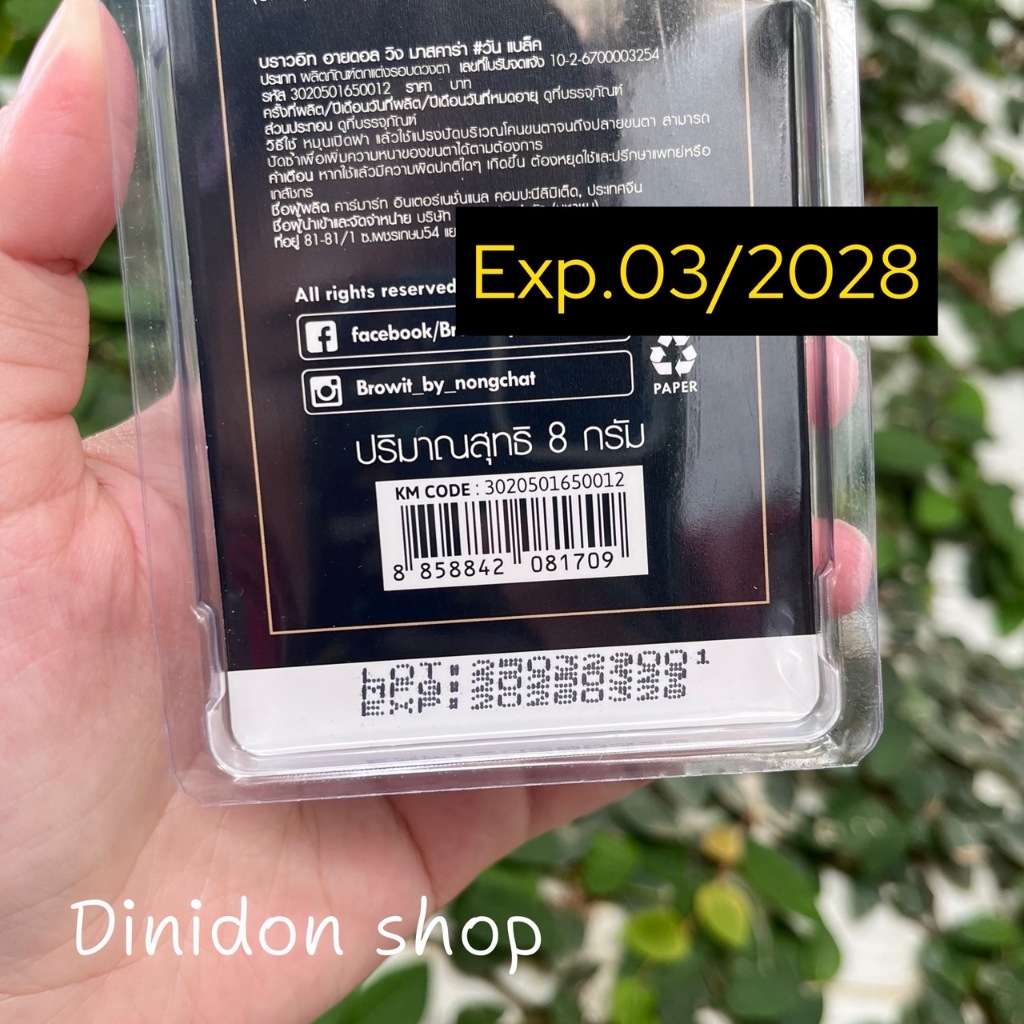 บราวอิท อายดอล วิง มาสคาร่า #วัน แบล็ค
ประเภท ผลิตภัณฑ์ตกแต่งรอบดวงตา เลขที่ใบรับจดแจ้ง 10-2-6700003254
รหัส 3020501650012 ราคา บาท
ครั้งที่ผลิต/ปีเดือนวันที่ผลิต/ปีเดือนวันที่หมดอายุ ดูที่บรรจุภัณฑ์
ส่วนประกอบ ดูที่บรรจุภัณฑ์
วิธีใช้ หมุนเปิดฝา แล้วใช้แปรงปัดบริเวณโคนขนตาจนถึงปลายขนตา สามารถ
ปัดซ้ำเพื่อเพิ่มความหนาของขนตาได้ตามต้องการ
คำเตือน หากใช้แล้วมีความผิดปกติใดๆ เกิดขึ้น ต้องหยุดใช้และปรึกษาแพทย์หรือ
เภสัชกร
ชื่อผู้ผลิต คาร์มาร์ท อินเตอร์เนชั่นแนล คอมปะนีลิมิเต็ด, ประเทศจีน
ชื่อผู้นำเข้าและจัดจำหน่าย บริษัท
ที่อยู่ 81-81/1 ซ.เพชรเกษม54
Exp.03/2028
All rights reserved
facebook/Br
Browit_by_nongchat
PAPER
ปริมาณสุทธิ 8 กรัม
KM CODE : 3020501650012
8 858842 081709
LOT:
EXP:
Dinidon shop